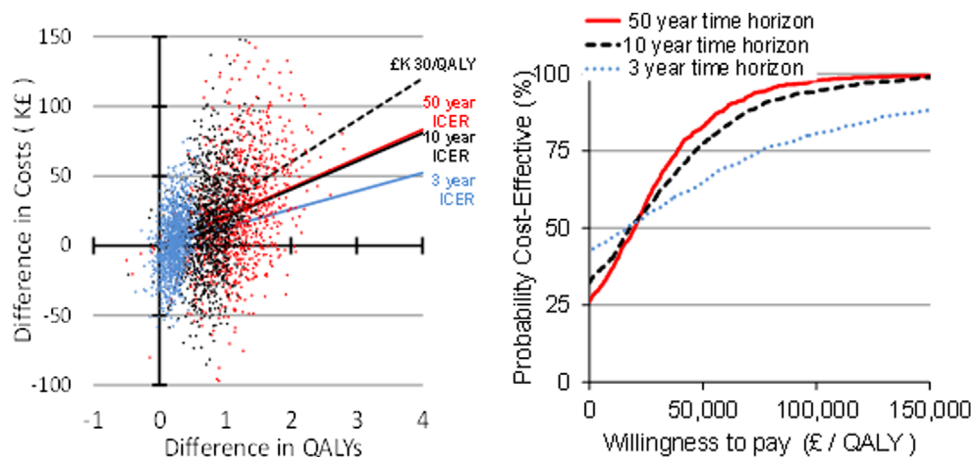 150
100
50
0
-50
-100
-1
0
1
2
3
4
Difference in Costs ( K£)
Difference in QALYs
£K 30/QALY
50 year
ICER
10 year
ICER
3 year
ICER
50 year time horizon
10 year time horizon
3 year time horizon
100
75
50
25
0
0
50,000
100,000
150,000
Probability Cost-Effective (%)
Willingness to pay (£ / QALY )